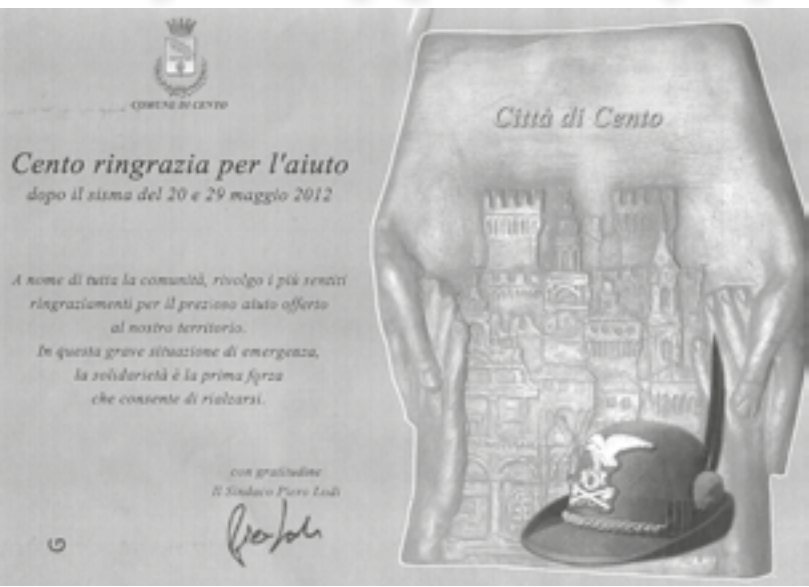 COMUNE DI CENTO
Cento ringrazia per l'aiuto
dopo il sisma del 20 e 29 maggio 2012
A nome di tutta la comunità, rivolgo i più sentiti
ringraziamenti per il prezioso aiuto offerto
al nostro territorio.
In questa grave situazione di emergenza,
la solidarietà è la prima forza
che consente di rialzarsi.
con gratitudine
Il Sindaco Piero Lodi
Piero Lodi
Città di Cento